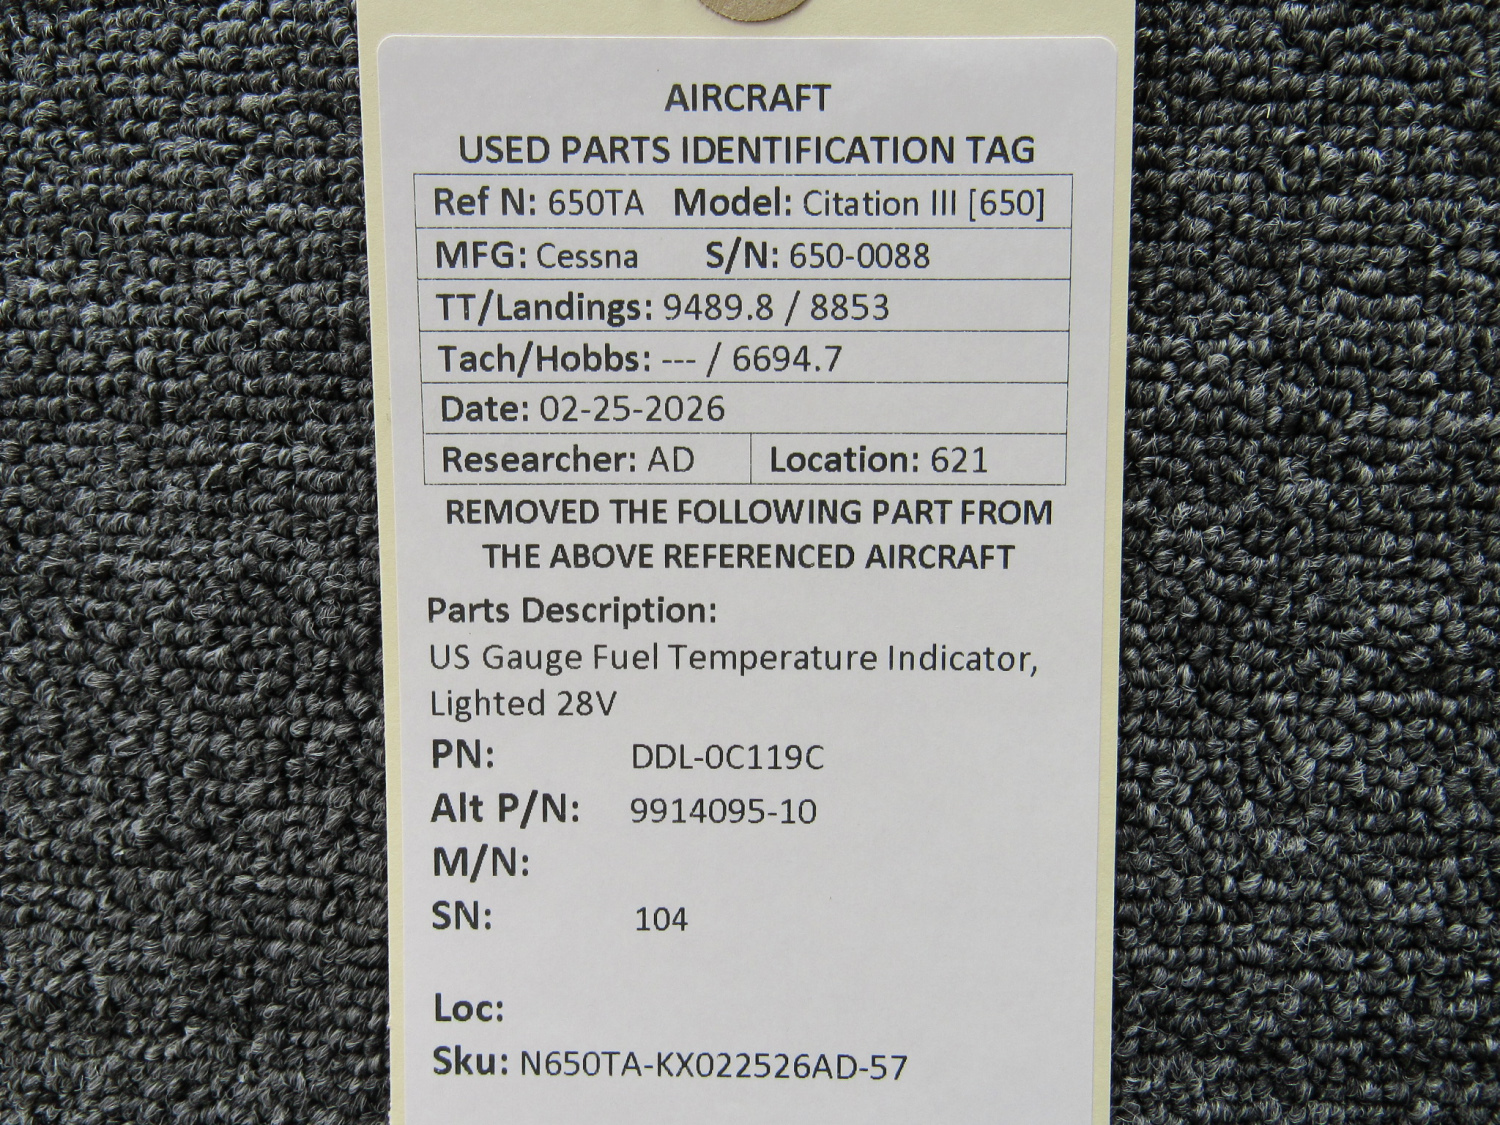 AIRCRAFT
USED PARTS IDENTIFICATION TAG
Ref N: 650TA Model: Citation III [650]
MFG: Cessna S/N: 650-0088
TT/Landings: 9489.8 / 8853
Tach/Hobbs: --- / 6694.7
Date: 02-25-2026
Researcher: AD Location: 621
REMOVED THE FOLLOWING PART FROM
THE ABOVE REFERENCED AIRCRAFT
Parts Description:
US Gauge Fuel Temperature Indicator,
Lighted 28V
PN: DDL-0C119C
Alt P/N: 9914095-10
M/N:
SN: 104
Loc:
Sku: N650TA-KX022526AD-57